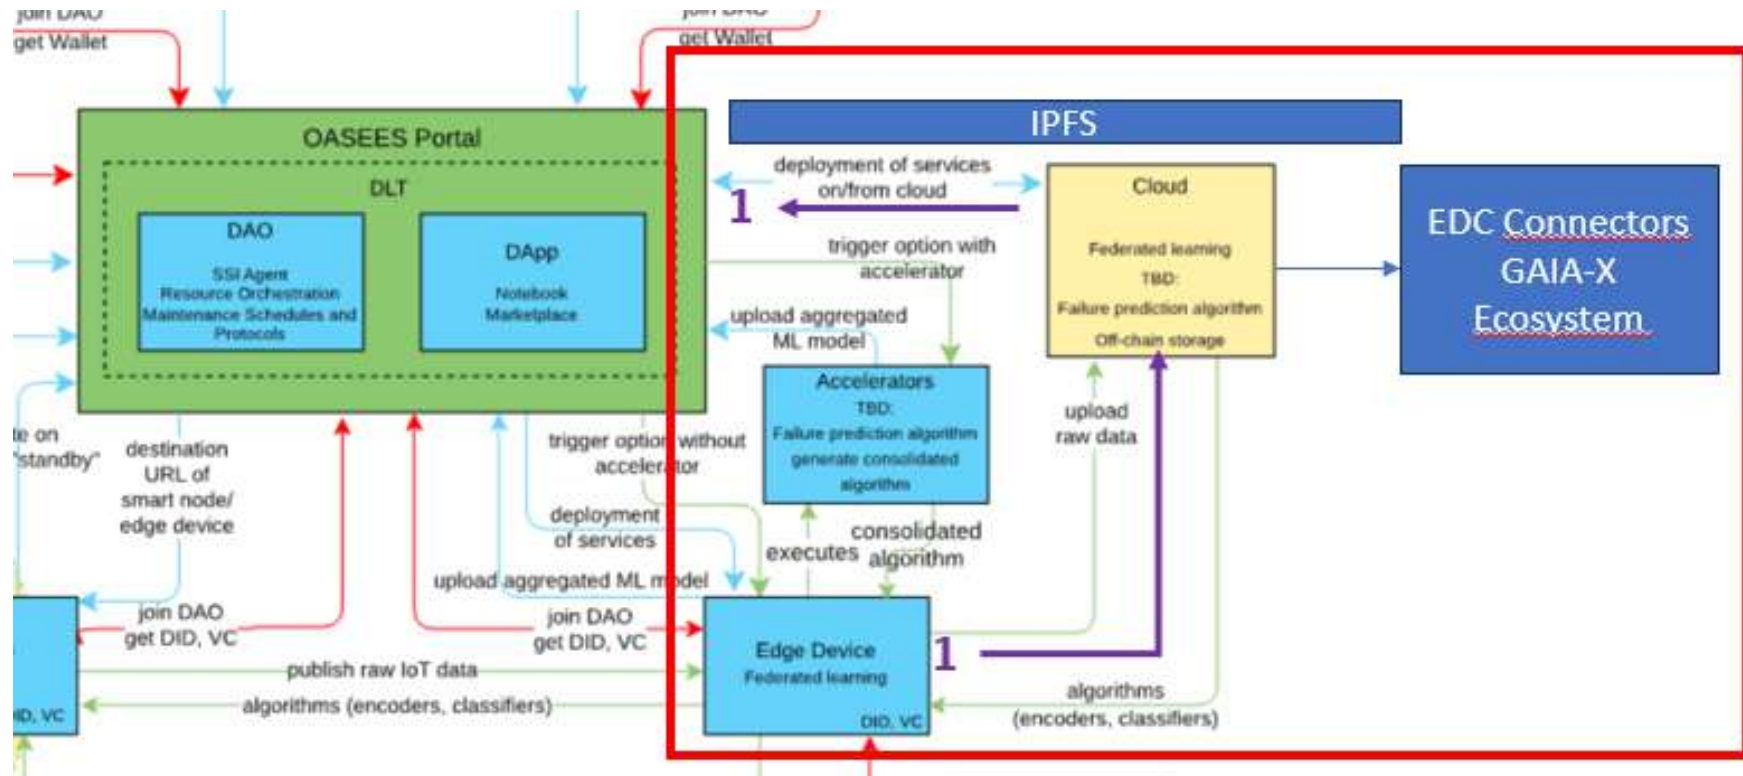 join DAO
get Wallet
join DAO
get Wallet
OASEES Portal
DLT
DAO
SSI Agent
Resource Orchestration
Maintenance Schedules and
Protocols
DApp
Notebook
Marketplace
IPFS
deployment of services
on/from cloud
1
trigger option with
accelerator
upload aggregated
ML model
Cloud
Federated learning
TBD:
Failure prediction algorithm
Off-chain storage
EDC Connectors
GAIA-X
Ecosystem
Accelerators
TBD:
Failure prediction algorithm
generate consolidated
algorithm
upload
raw data
on
"standby"
destination
URL of
smart node/
edge device
trigger option without
accelerator
deployment
of services
executes
consolidated
algorithm
upload aggregated ML model
join DAO
get DID, VC
join DAO
get DID, VC
publish raw IoT data
algorithms (encoders, classifiers)
Edge Device
Federated learning
DID, VC
1
algorithms
(encoders, classifiers)
VC